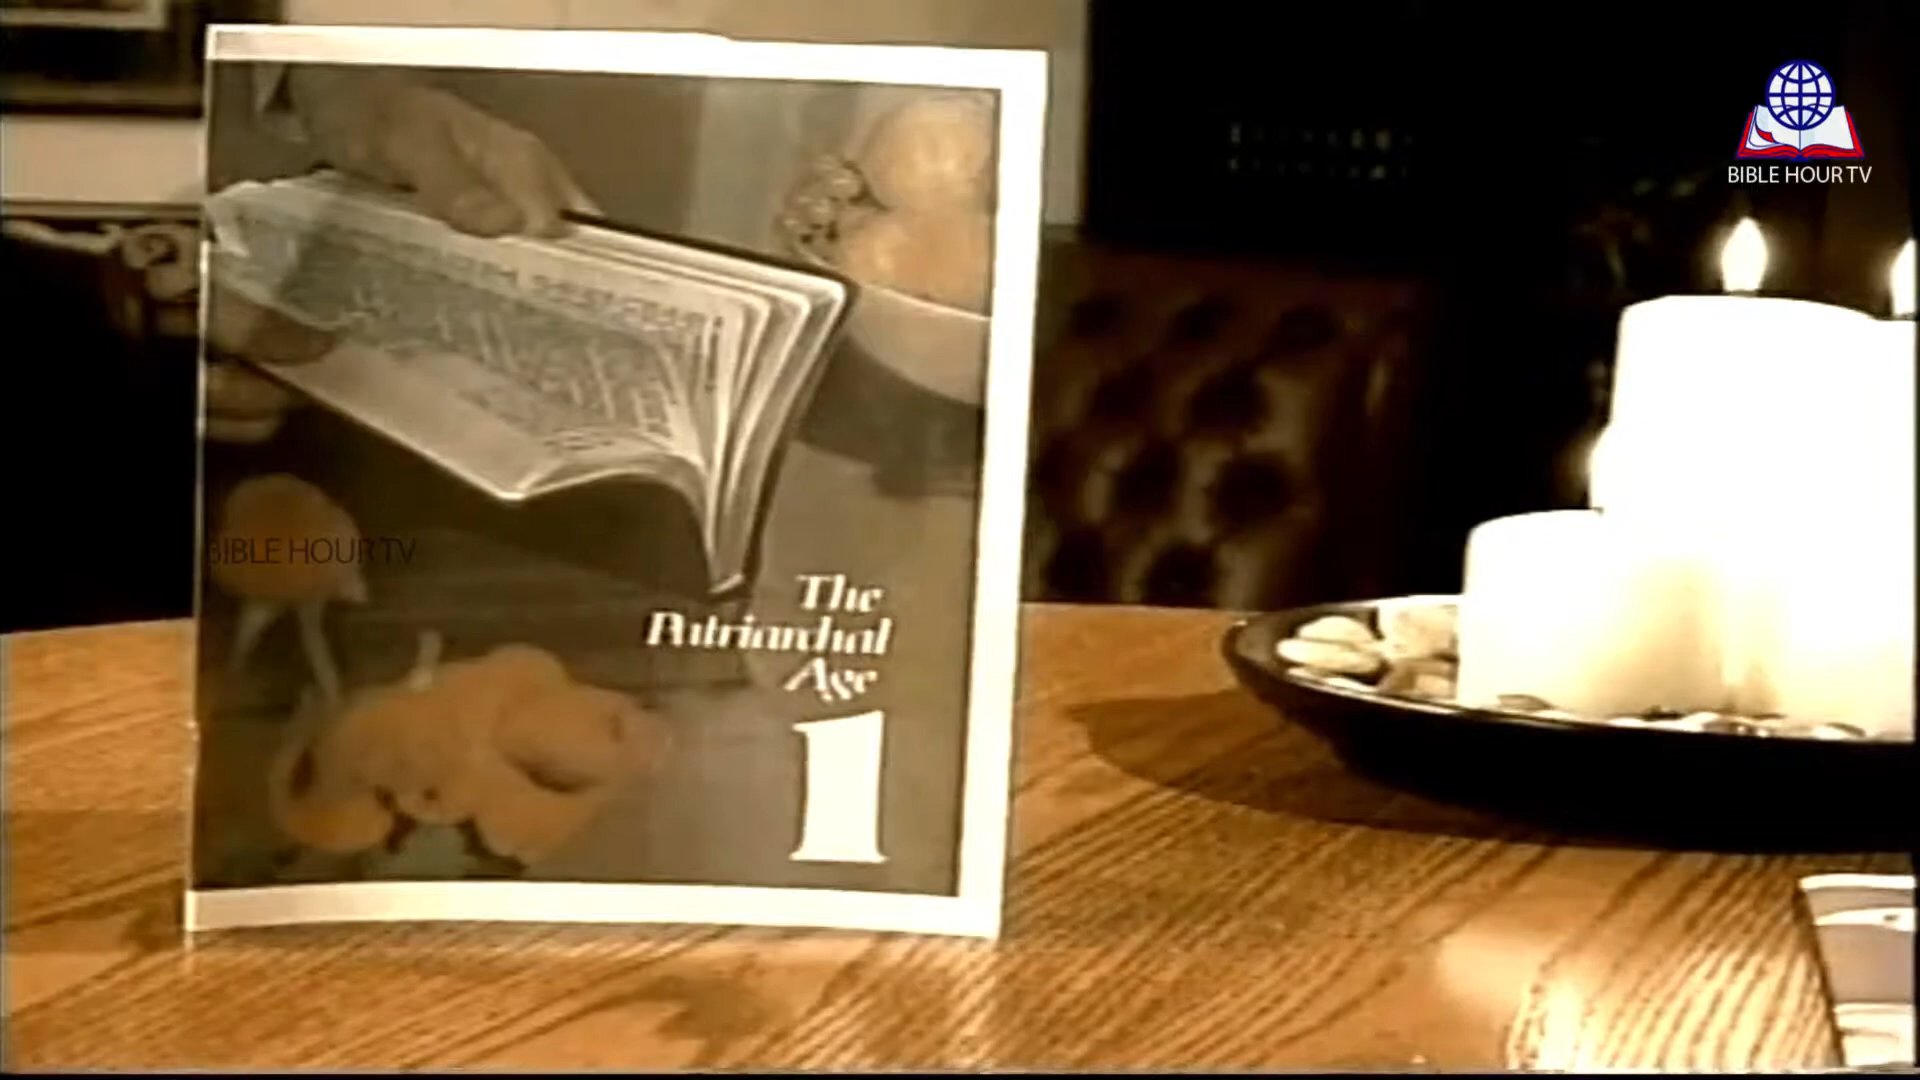 BIBLE HOUR TV
BIBLE HOUR TV
The
Patriarchal
Age
1